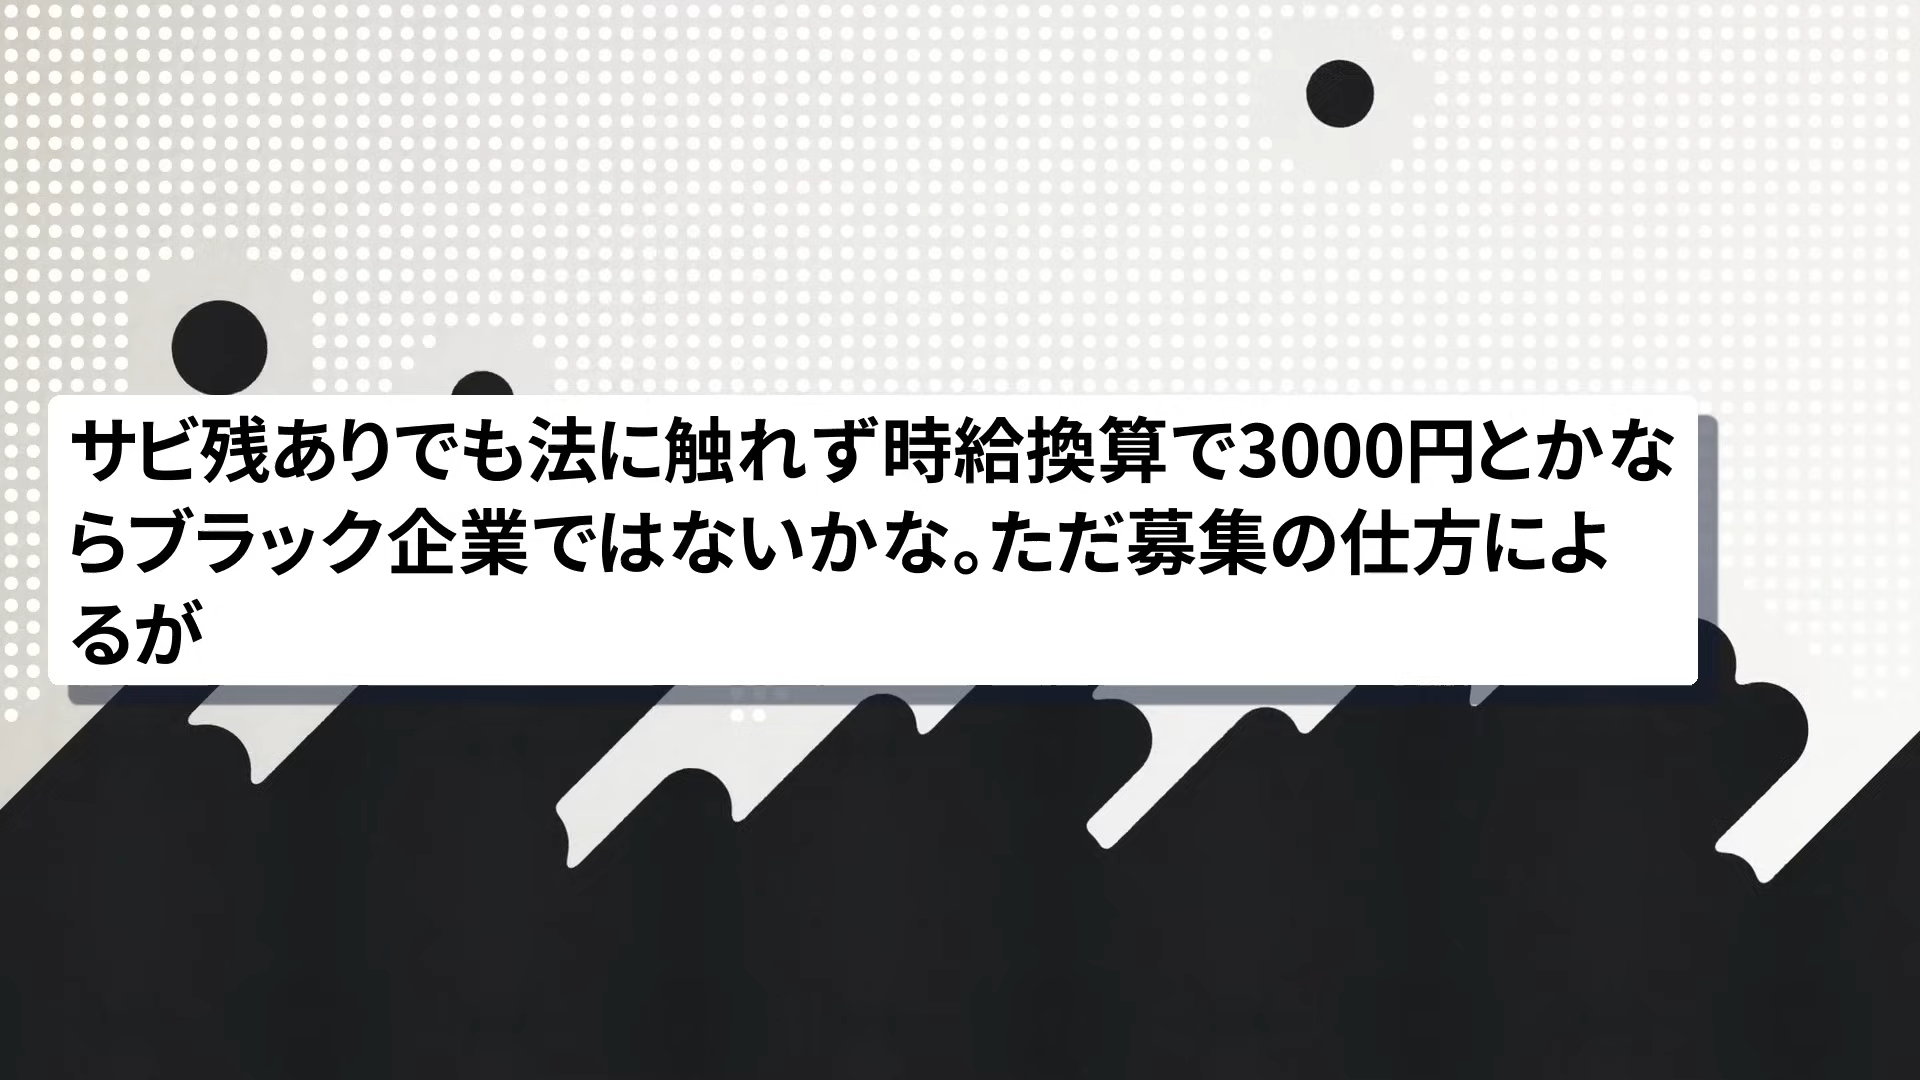 サビ残ありでも法に触れず時給換算で3000円とかな
らブラック企業ではないかな。ただ募集の仕方によ
るが